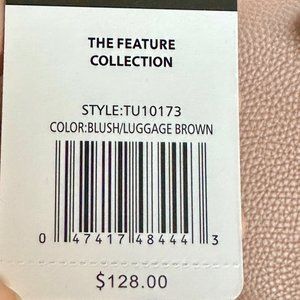 THE FEATURE
COLLECTION
STYLE:TU10173
COLOR:BLUSH/LUGGAGE BROWN
0 47417 48444 3
$128.00